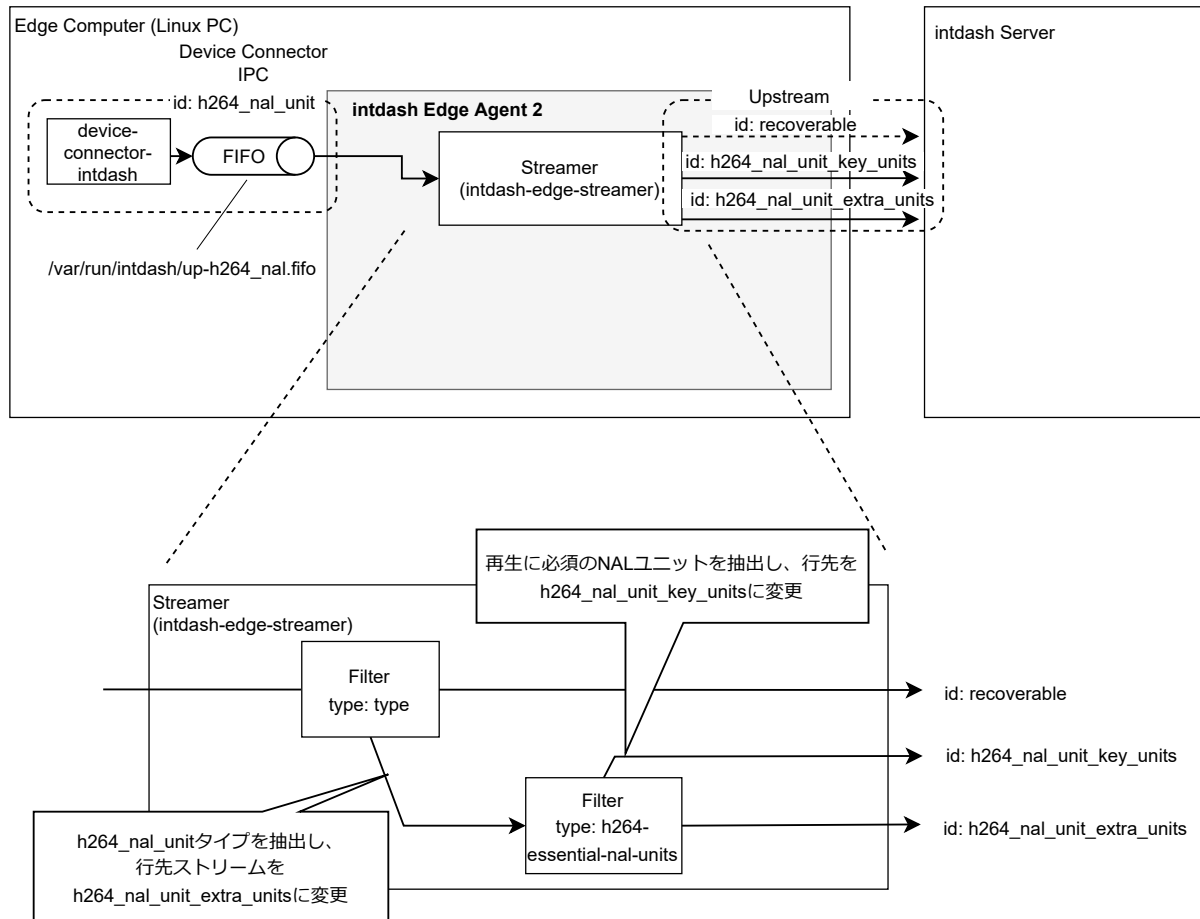 Edge Computer (Linux PC)
intdash Server
Device Connector
IPC
id: h264_nal_unit
device-
connector-
intdash
FIFO
/var/run/intdash/up-h264_nal.fifo
intdash Edge Agent 2
Streamer
(intdash-edge-streamer)
Upstream
id: recoverable
id: h264_nal_unit_key_units
id: h264_nal_unit_extra_units
再生に必須のNALユニットを抽出し、行先を
h264_nal_unit_key_unitsに変更
Streamer
(intdash-edge-streamer)
Filter
type: type
id: recoverable
id: h264_nal_unit_key_units
Filter
type: h264-
essential-nal-units
id: h264_nal_unit_extra_units
h264_nal_unitタイプを抽出し、
行先ストリームを
h264_nal_unit_extra_unitsに変更